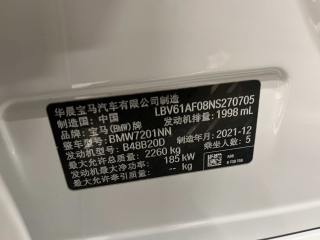 华晨宝马汽车有限公司制造
制造国：中国 LBV61AF08NS270705
品牌：宝马(BMW)牌 发动机排量：1998 mL
整车型号：BMW7201NN
发动机型号：B48B20D 制造年月：2021-12
最大允许总质量：2260 kg 乘坐人数：5
发动机最大净功率：185 kW
最大允许牵引质量：-- kg